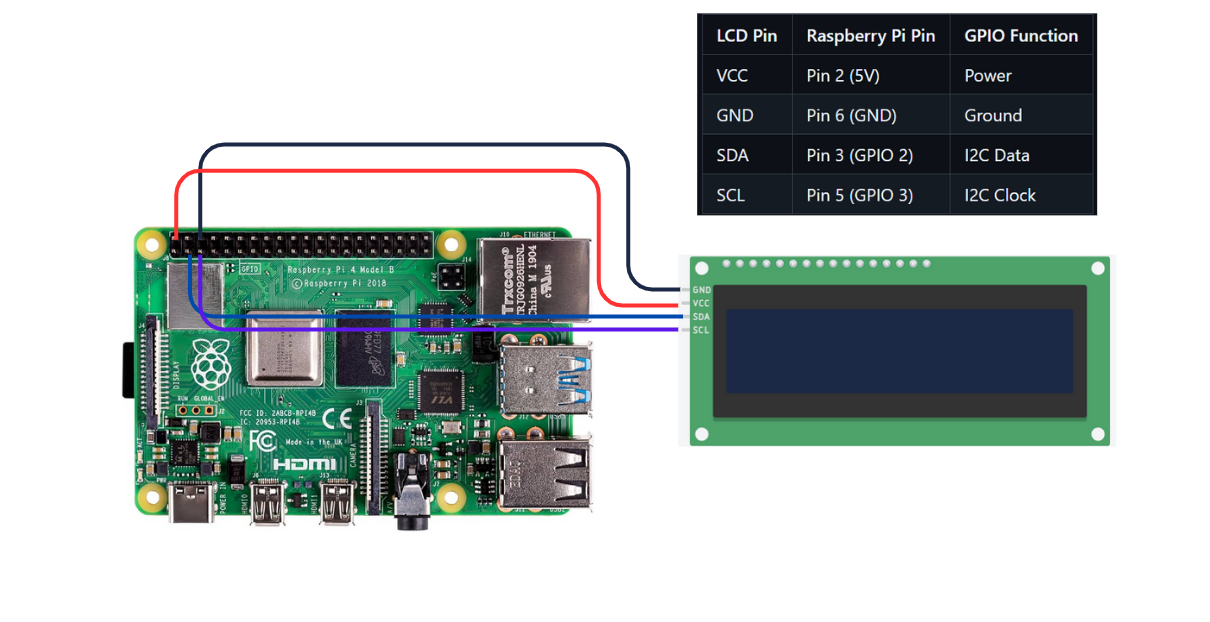 LCD Pin Raspberry Pi Pin GPIO Function
VCC Pin 2 (5V) Power
GND Pin 6 (GND) Ground
SDA Pin 3 (GPIO 2) I2C Data
SCL Pin 5 (GPIO 3) I2C Clock
J10 ETHERNET
J14
GPIO
Raspberry Pi 4 Model B
©Raspberry Pi 2018
Trxcom®
TRJG0926HENL
China M 1904
GND
VCC
SDA
SCL
DISPLAY
RUN GLOBAL_EN
J2
FCC ID: 2ABCB-RPI4B
IC: 20953-RPI4B
CE
FC
Made in the UK
HDMI
VLI
J3
CAMERA
POWER IN
HDMI0
HDMI1
J6
J13
A/V